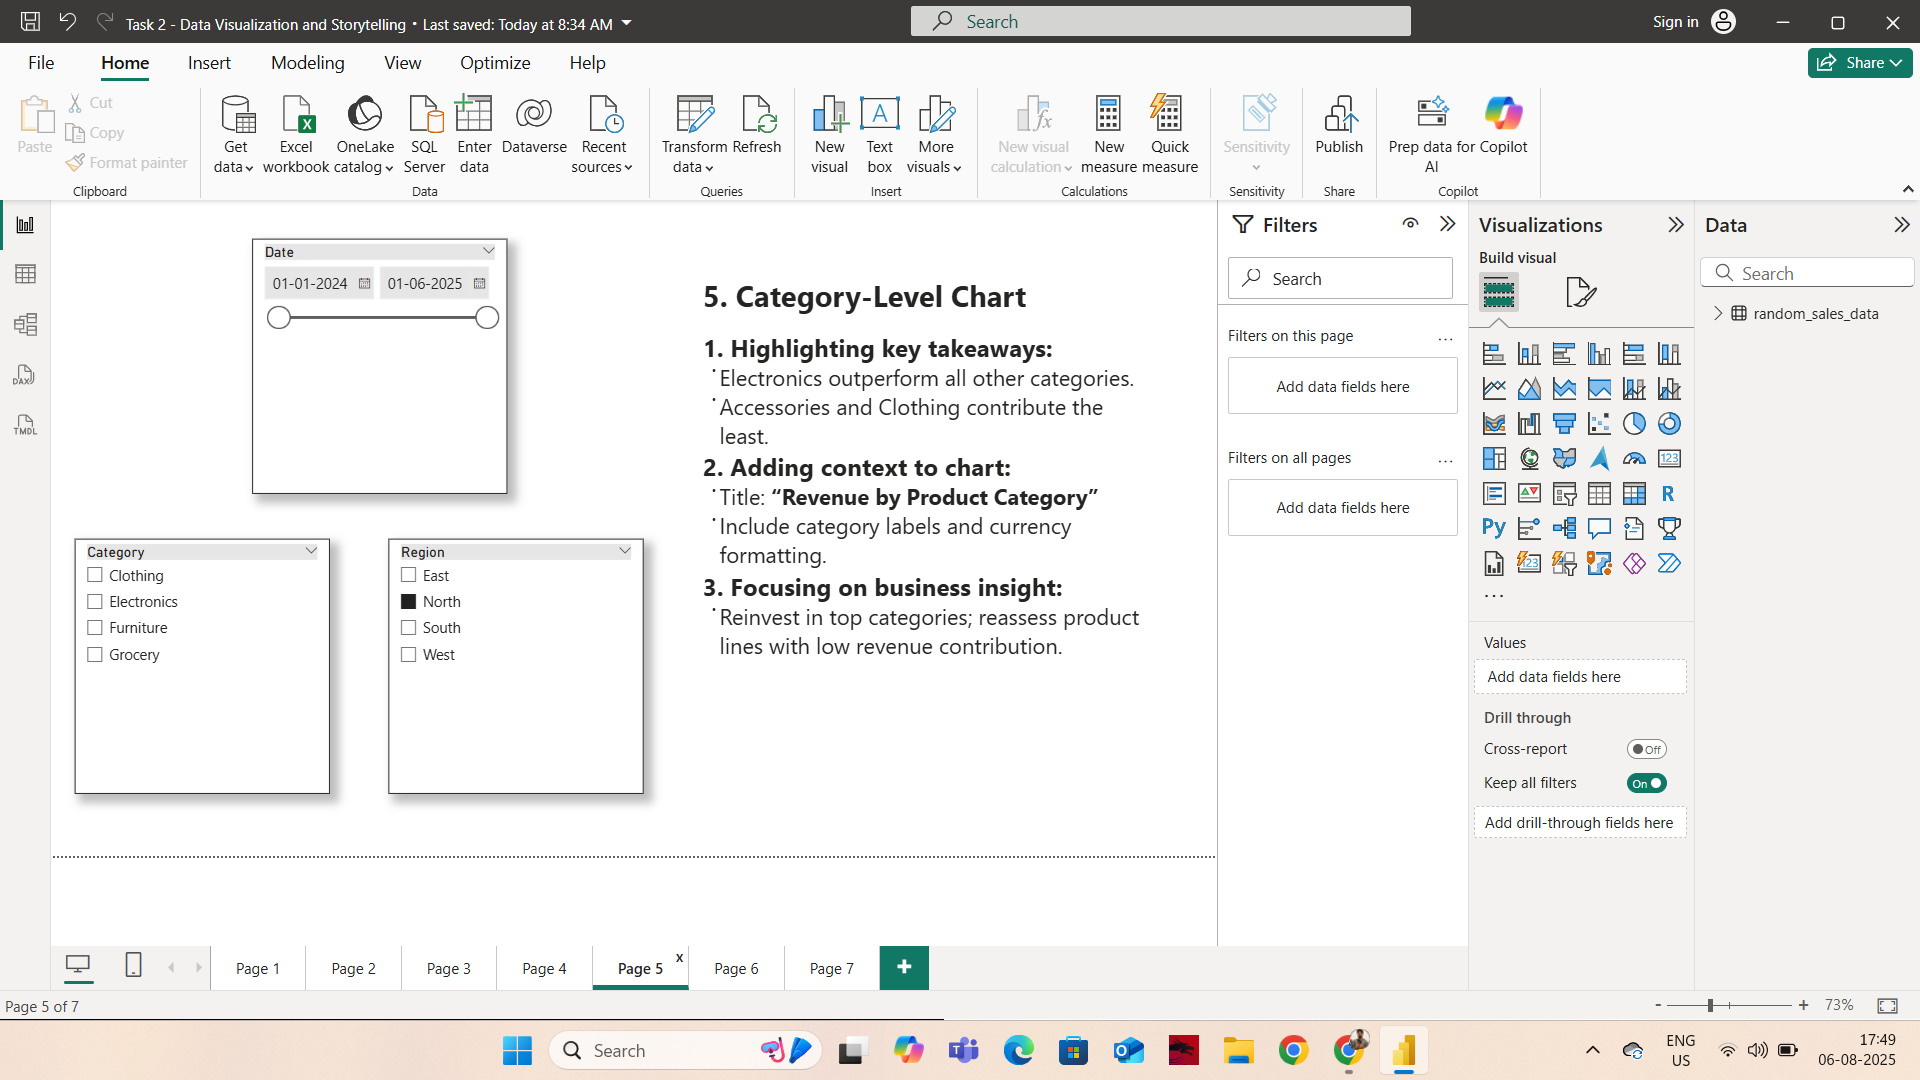 Task 2 - Data Visualization and Storytelling • Last saved: Today at 8:34 AM
Search
Sign in
File
Home
Insert
Modeling
View
Optimize
Help
Share
Paste
Cut
Copy
Format painter
Clipboard
Get data
Excel workbook
OneLake catalog
SQL Server
Enter data
Dataverse
Recent sources
Data
Transform data
Refresh
Queries
New visual
Text box
More visuals
Insert
New visual calculation
New measure
Quick measure
Calculations
Sensitivity
Sensitivity
Publish
Share
Prep data for AI
Copilot
Copilot
DAX
TMDL
Date
01-01-2024
01-06-2025
Category
Clothing
Electronics
Furniture
Grocery
Region
East
North
South
West
5. Category-Level Chart
1. Highlighting key takeaways:
Electronics outperform all other categories.
Accessories and Clothing contribute the
least.
2. Adding context to chart:
Title: “Revenue by Product Category”
Include category labels and currency
formatting.
3. Focusing on business insight:
Reinvest in top categories; reassess product
lines with low revenue contribution.
Filters
Search
Filters on this page
...
Add data fields here
Filters on all pages
...
Add data fields here
Visualizations
Build visual
123
R
Py
123
...
Values
Add data fields here
Drill through
Cross-report
Off
Keep all filters
On
Add drill-through fields here
Data
Search
random_sales_data
Page 1
Page 2
Page 3
Page 4
Page 5
x
Page 6
Page 7
+
Page 5 of 7
-
+
73%
Search
ENG
US
17:49
06-08-2025